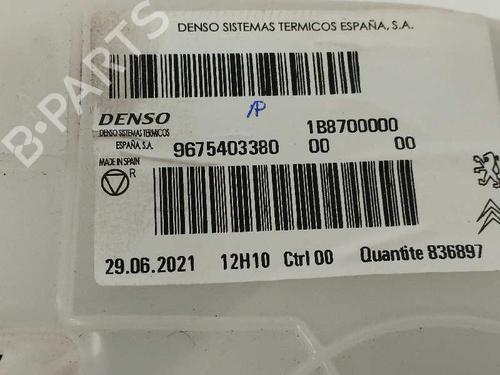 DENSO SISTEMAS TERMICOS ESPAÑA, S.A.
B-PARTS
DENSO
DENSO SISTEMAS TERMICOS
ESPAÑA, S.A.
MADE IN SPAIN
R
1B8700000
9675403380 00 00
29.06.2021 12H10 Ctrl 00 Quantite 836897